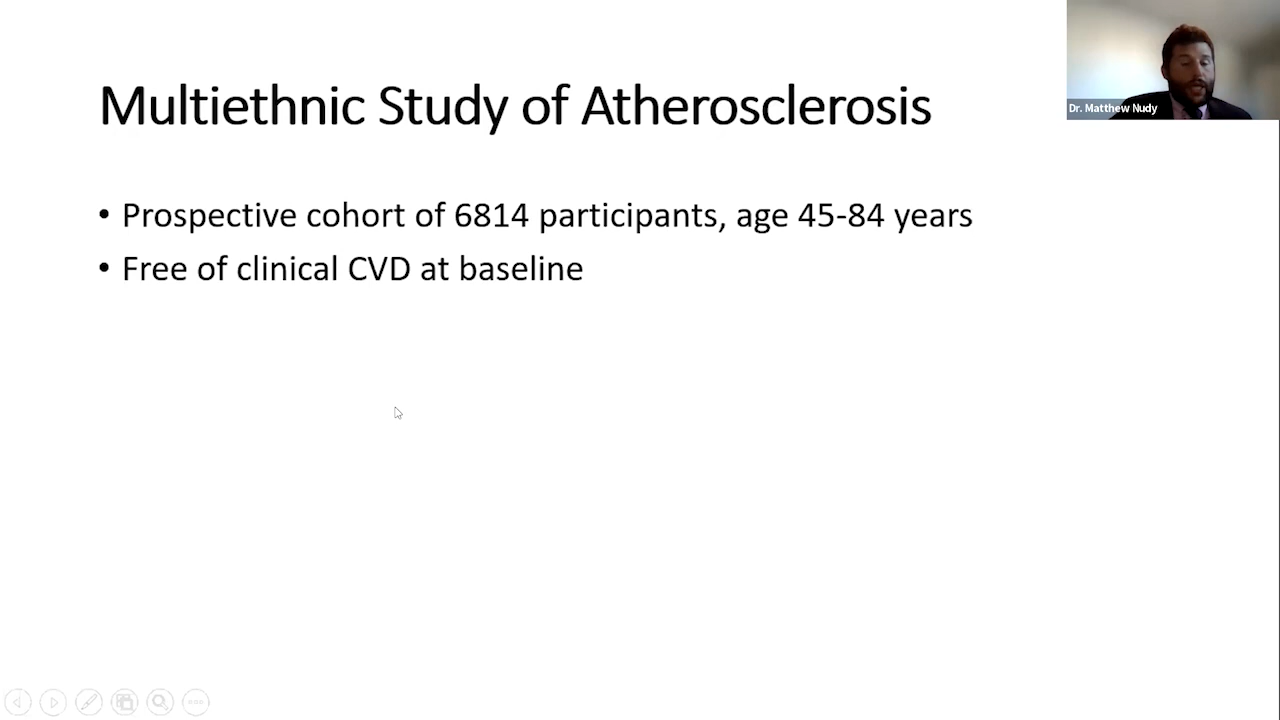 Multiethnic Study of Atherosclerosis
Dr. Matthew Nudy
• Prospective cohort of 6814 participants, age 45-84 years
• Free of clinical CVD at baseline